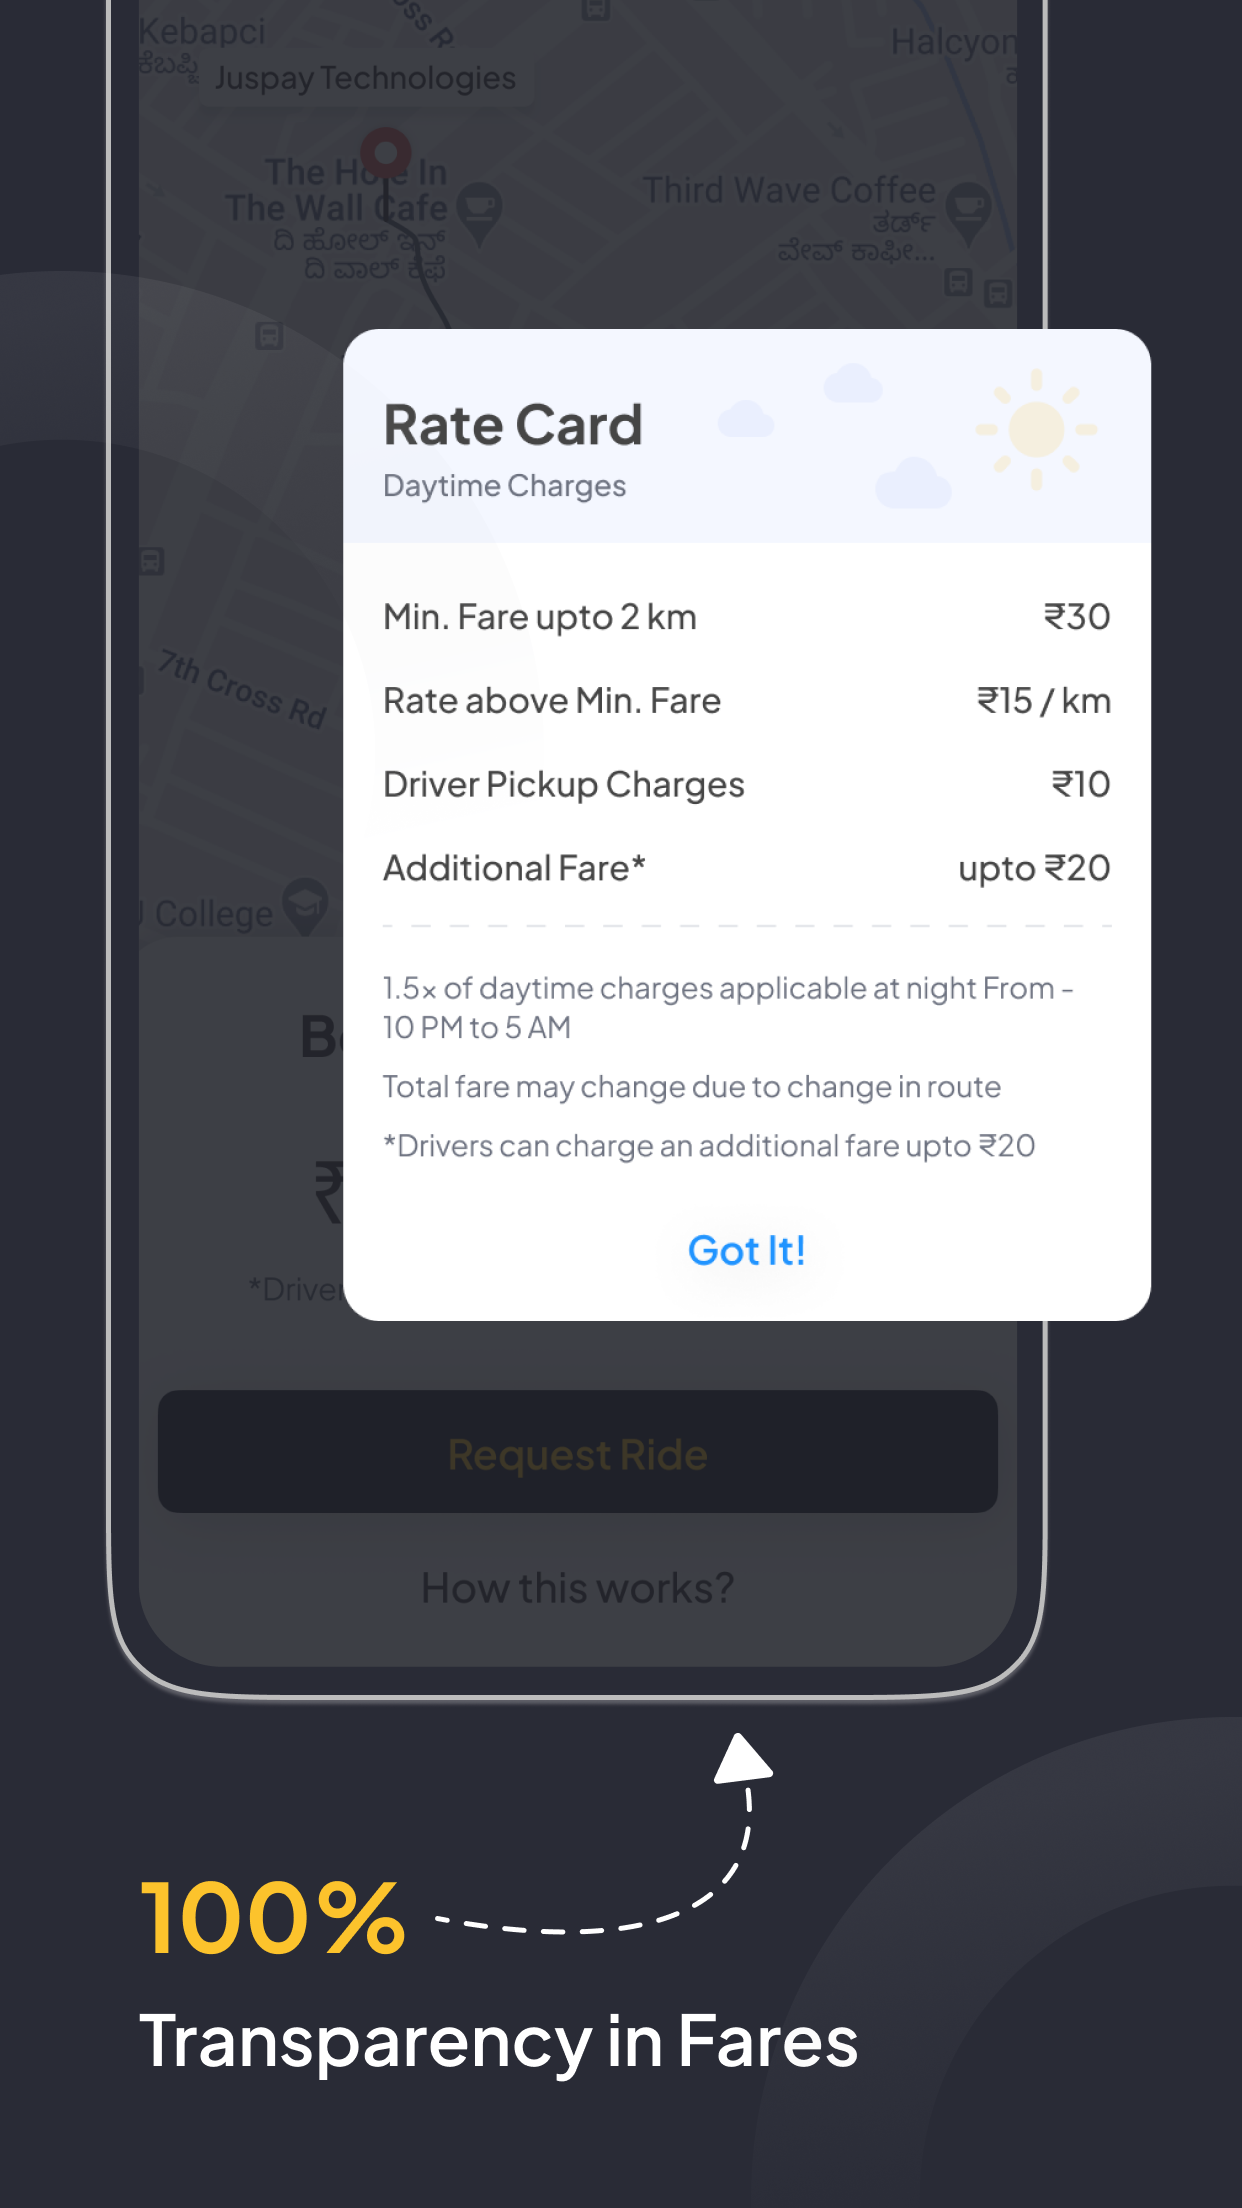 Kebapci
ಕೆಬಪ್ಚಿ
Halcyon
Juspay Technologies
The Hole In
The Wall Cafe
ದಿ ಹೋಲ್ ಇನ್
ದಿ ವಾಲ್ ಕೆಫೆ
Third Wave Coffee
ತರ್ಡ್
ವೇವ್ ಕಾಫೀ...
Rate Card
Daytime Charges
Min. Fare upto 2 km ₹30
Rate above Min. Fare ₹15 / km
Driver Pickup Charges ₹10
Additional Fare* upto ₹20
1.5× of daytime charges applicable at night From -
10 PM to 5 AM
Total fare may change due to change in route
*Drivers can charge an additional fare upto ₹20
Got It!
7th Cross Rd
College
₹
*Driver
Request Ride
How this works?
100%
Transparency in Fares